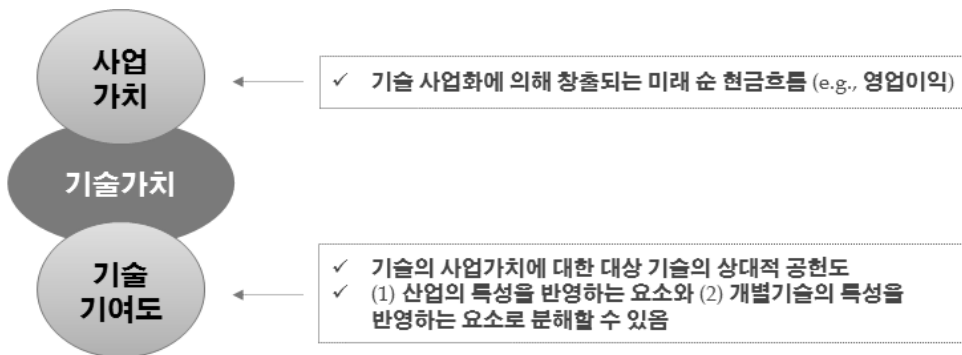 사업
가치
✓ 기술 사업화에 의해 창출되는 미래 순 현금흐름 (e.g., 영업이익)
기술가치
기술
기여도
✓ 기술의 사업가치에 대한 대상 기술의 상대적 공헌도
✓ (1) 산업의 특성을 반영하는 요소와 (2) 개별기술의 특성을
반영하는 요소로 분해할 수 있옴